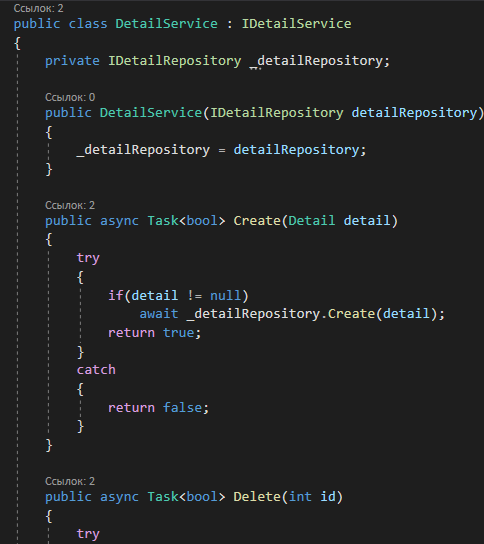 Ссылок: 2
public class DetailService : IDetailService
{
private IDetailRepository _detailRepository;
Ссылок: 0
public DetailService(IDetailRepository detailRepository)
{
_detailRepository = detailRepository;
}
Ссылок: 2
public async Task<bool> Create(Detail detail)
{
try
{
if(detail != null)
await _detailRepository.Create(detail);
return true;
}
catch
{
return false;
}
}
Ссылок: 2
public async Task<bool> Delete(int id)
{
try